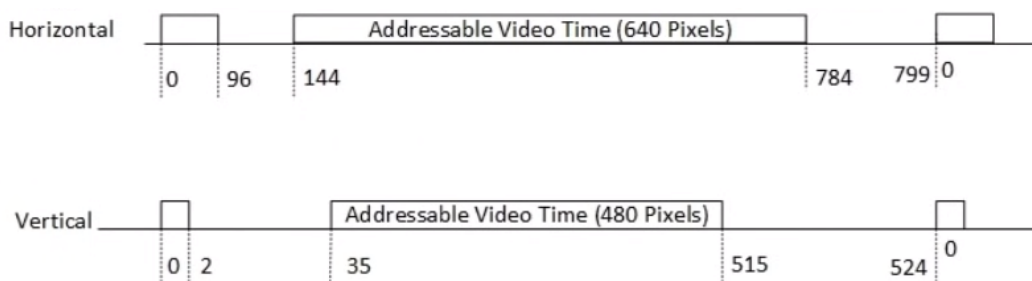 Horizontal
Addressable Video Time (640 Pixels)
0 96 144 784 799 0
Vertical
Addressable Video Time (480 Pixels)
0
0 2 35 515 524